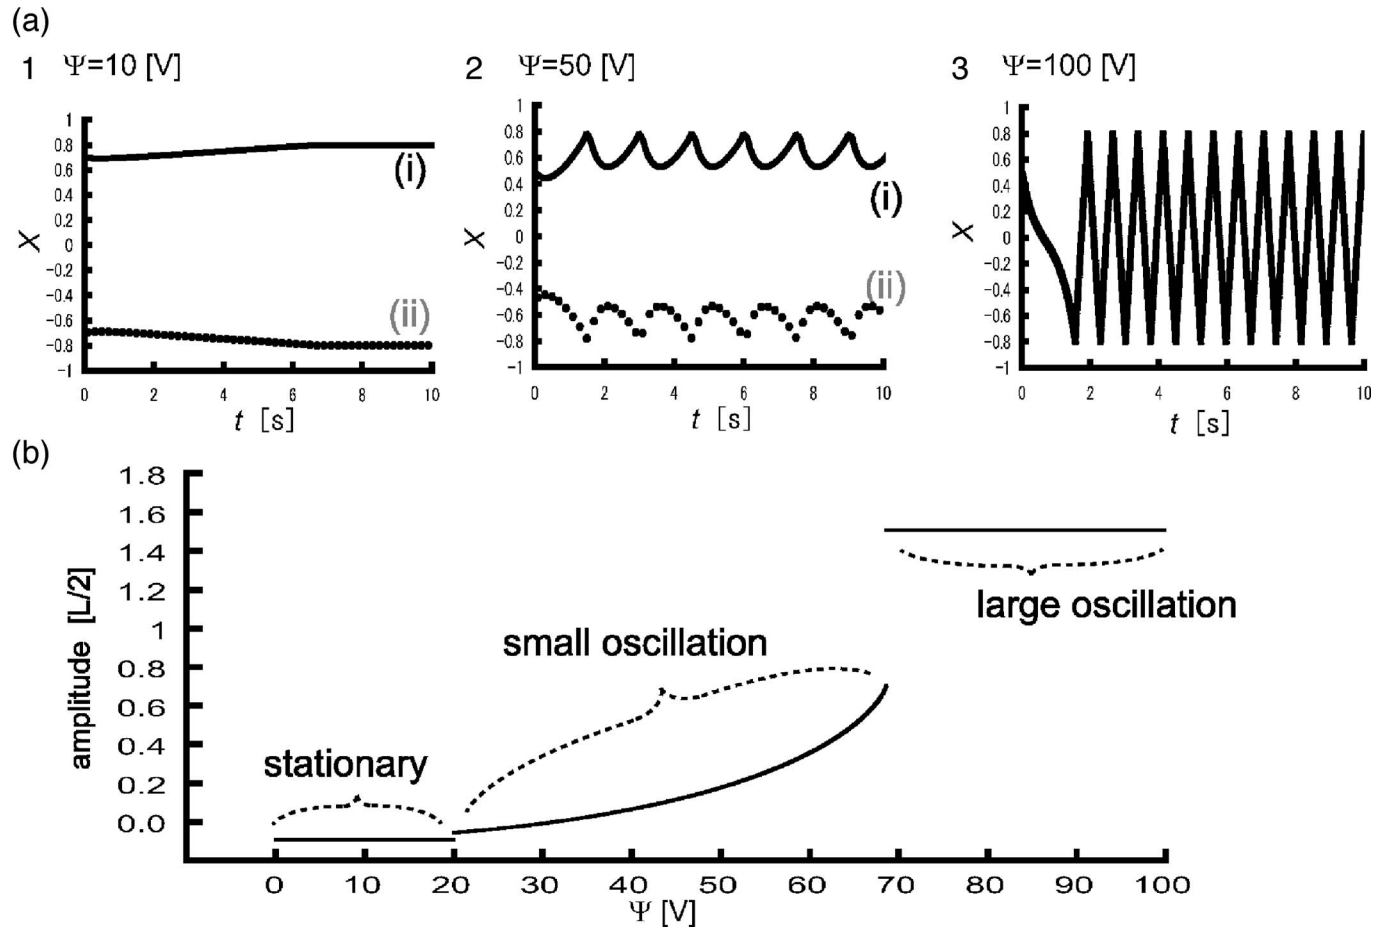 (a)
1 Ψ=10 [V]
2 Ψ=50 [V]
3 Ψ=100 [V]
X
1
0.8
0.6
0.4
0.2
0
-0.2
-0.4
-0.6
-0.8
-1
(i)
(ii)
0 2 4 6 8 10
t [s]
X
1
0.8
0.6
0.4
0.2
0
-0.2
-0.4
-0.6
-0.8
-1
(i)
(ii)
0 2 4 6 8 10
t [s]
X
1
0.8
0.6
0.4
0.2
0
-0.2
-0.4
-0.6
-0.8
-1
0 2 4 6 8 10
t [s]
(b)
amplitude [L/2]
1.8
1.6
1.4
1.2
1
0.8
0.6
0.4
0.2
0.0
stationary
small oscillation
large oscillation
0 10 20 30 40 50 60 70 80 90 100
Ψ [V]